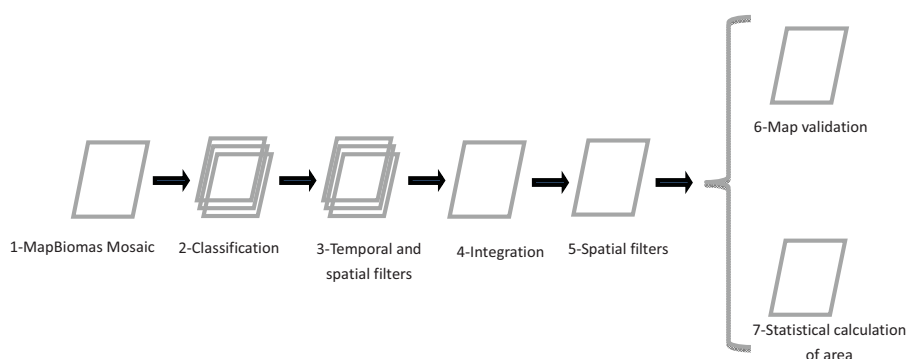 1-MapBiomas Mosaic
2-Classification
3-Temporal and
spatial filters
4-Integration
5-Spatial filters
6-Map validation
7-Statistical calculation
of area